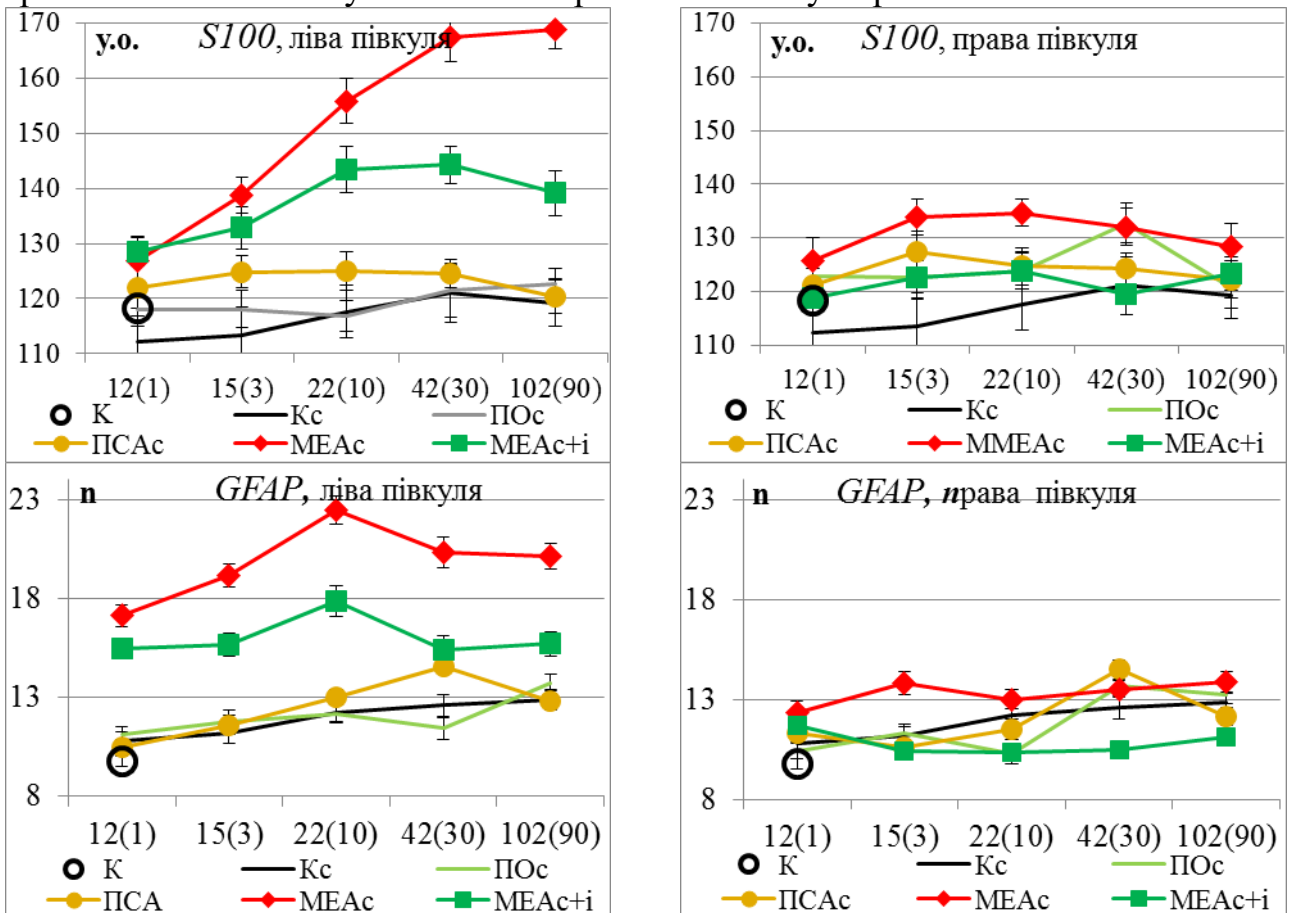 170
у.о. S100, ліва півкуля
160
150
140
130
120
110
12(1) 15(3) 22(10) 42(30) 102(90)
К Кс ПОс
ПСАс МЕАс МЕАс+і
170
у.о. S100, права півкуля
160
150
140
130
120
110
12(1) 15(3) 22(10) 42(30) 102(90)
К Кс ПОс
ПСАс ММЕАс МЕАс+і
23 n GFAP, ліва півкуля
18
13
8
12(1) 15(3) 22(10) 42(30) 102(90)
К Кс ПОс
ПСА МЕАс МЕАс+і
23 n GFAP, nрава півкуля
18
13
8
12(1) 15(3) 22(10) 42(30) 102(90)
К Кс ПОс
ПСАс МЕАс МЕАс+і